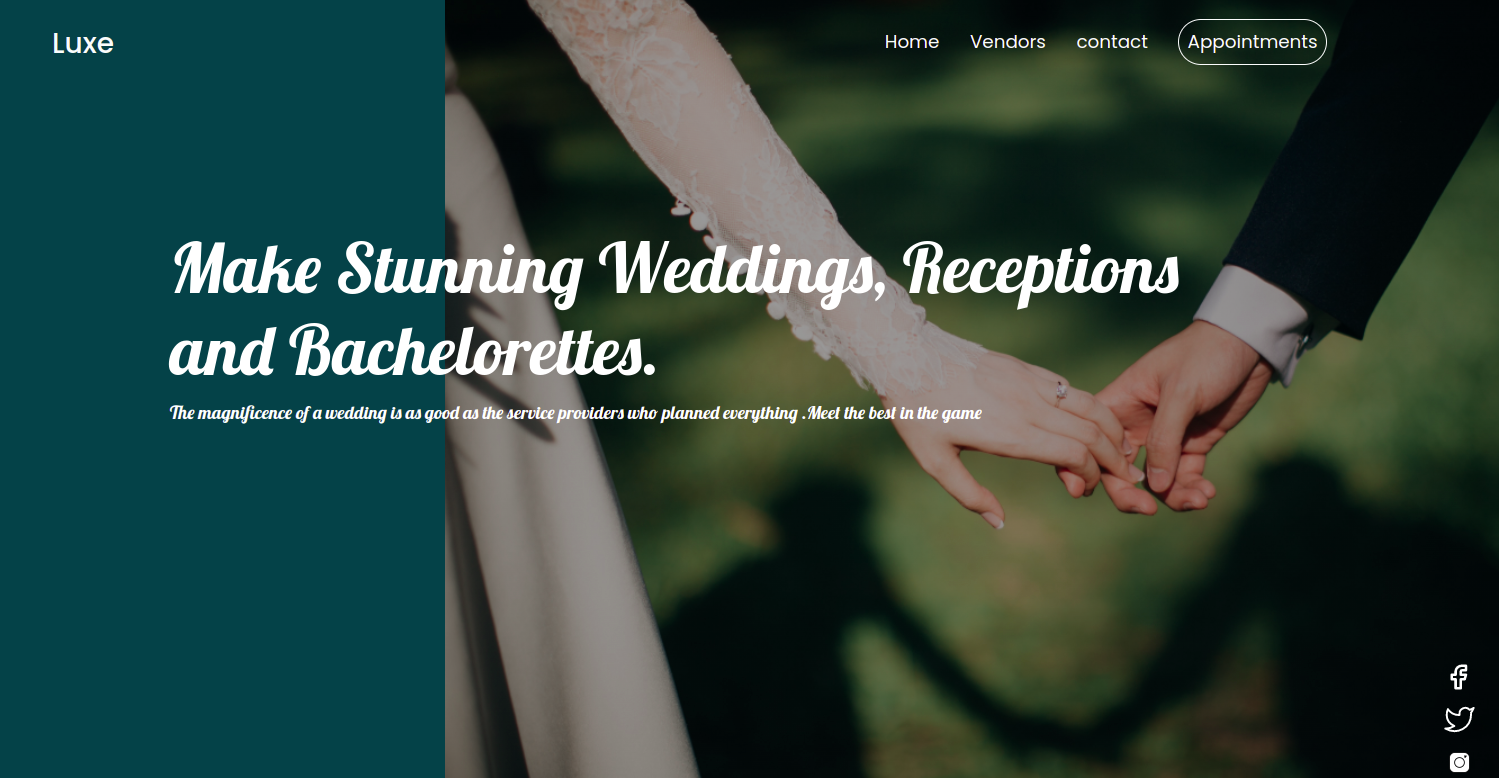 Luxe
Home Vendors contact Appointments
Make Stunning Weddings, Receptions
and Bachelorettes.
The magnificence of a wedding is as good as the service providers who planned everything .Meet the best in the game